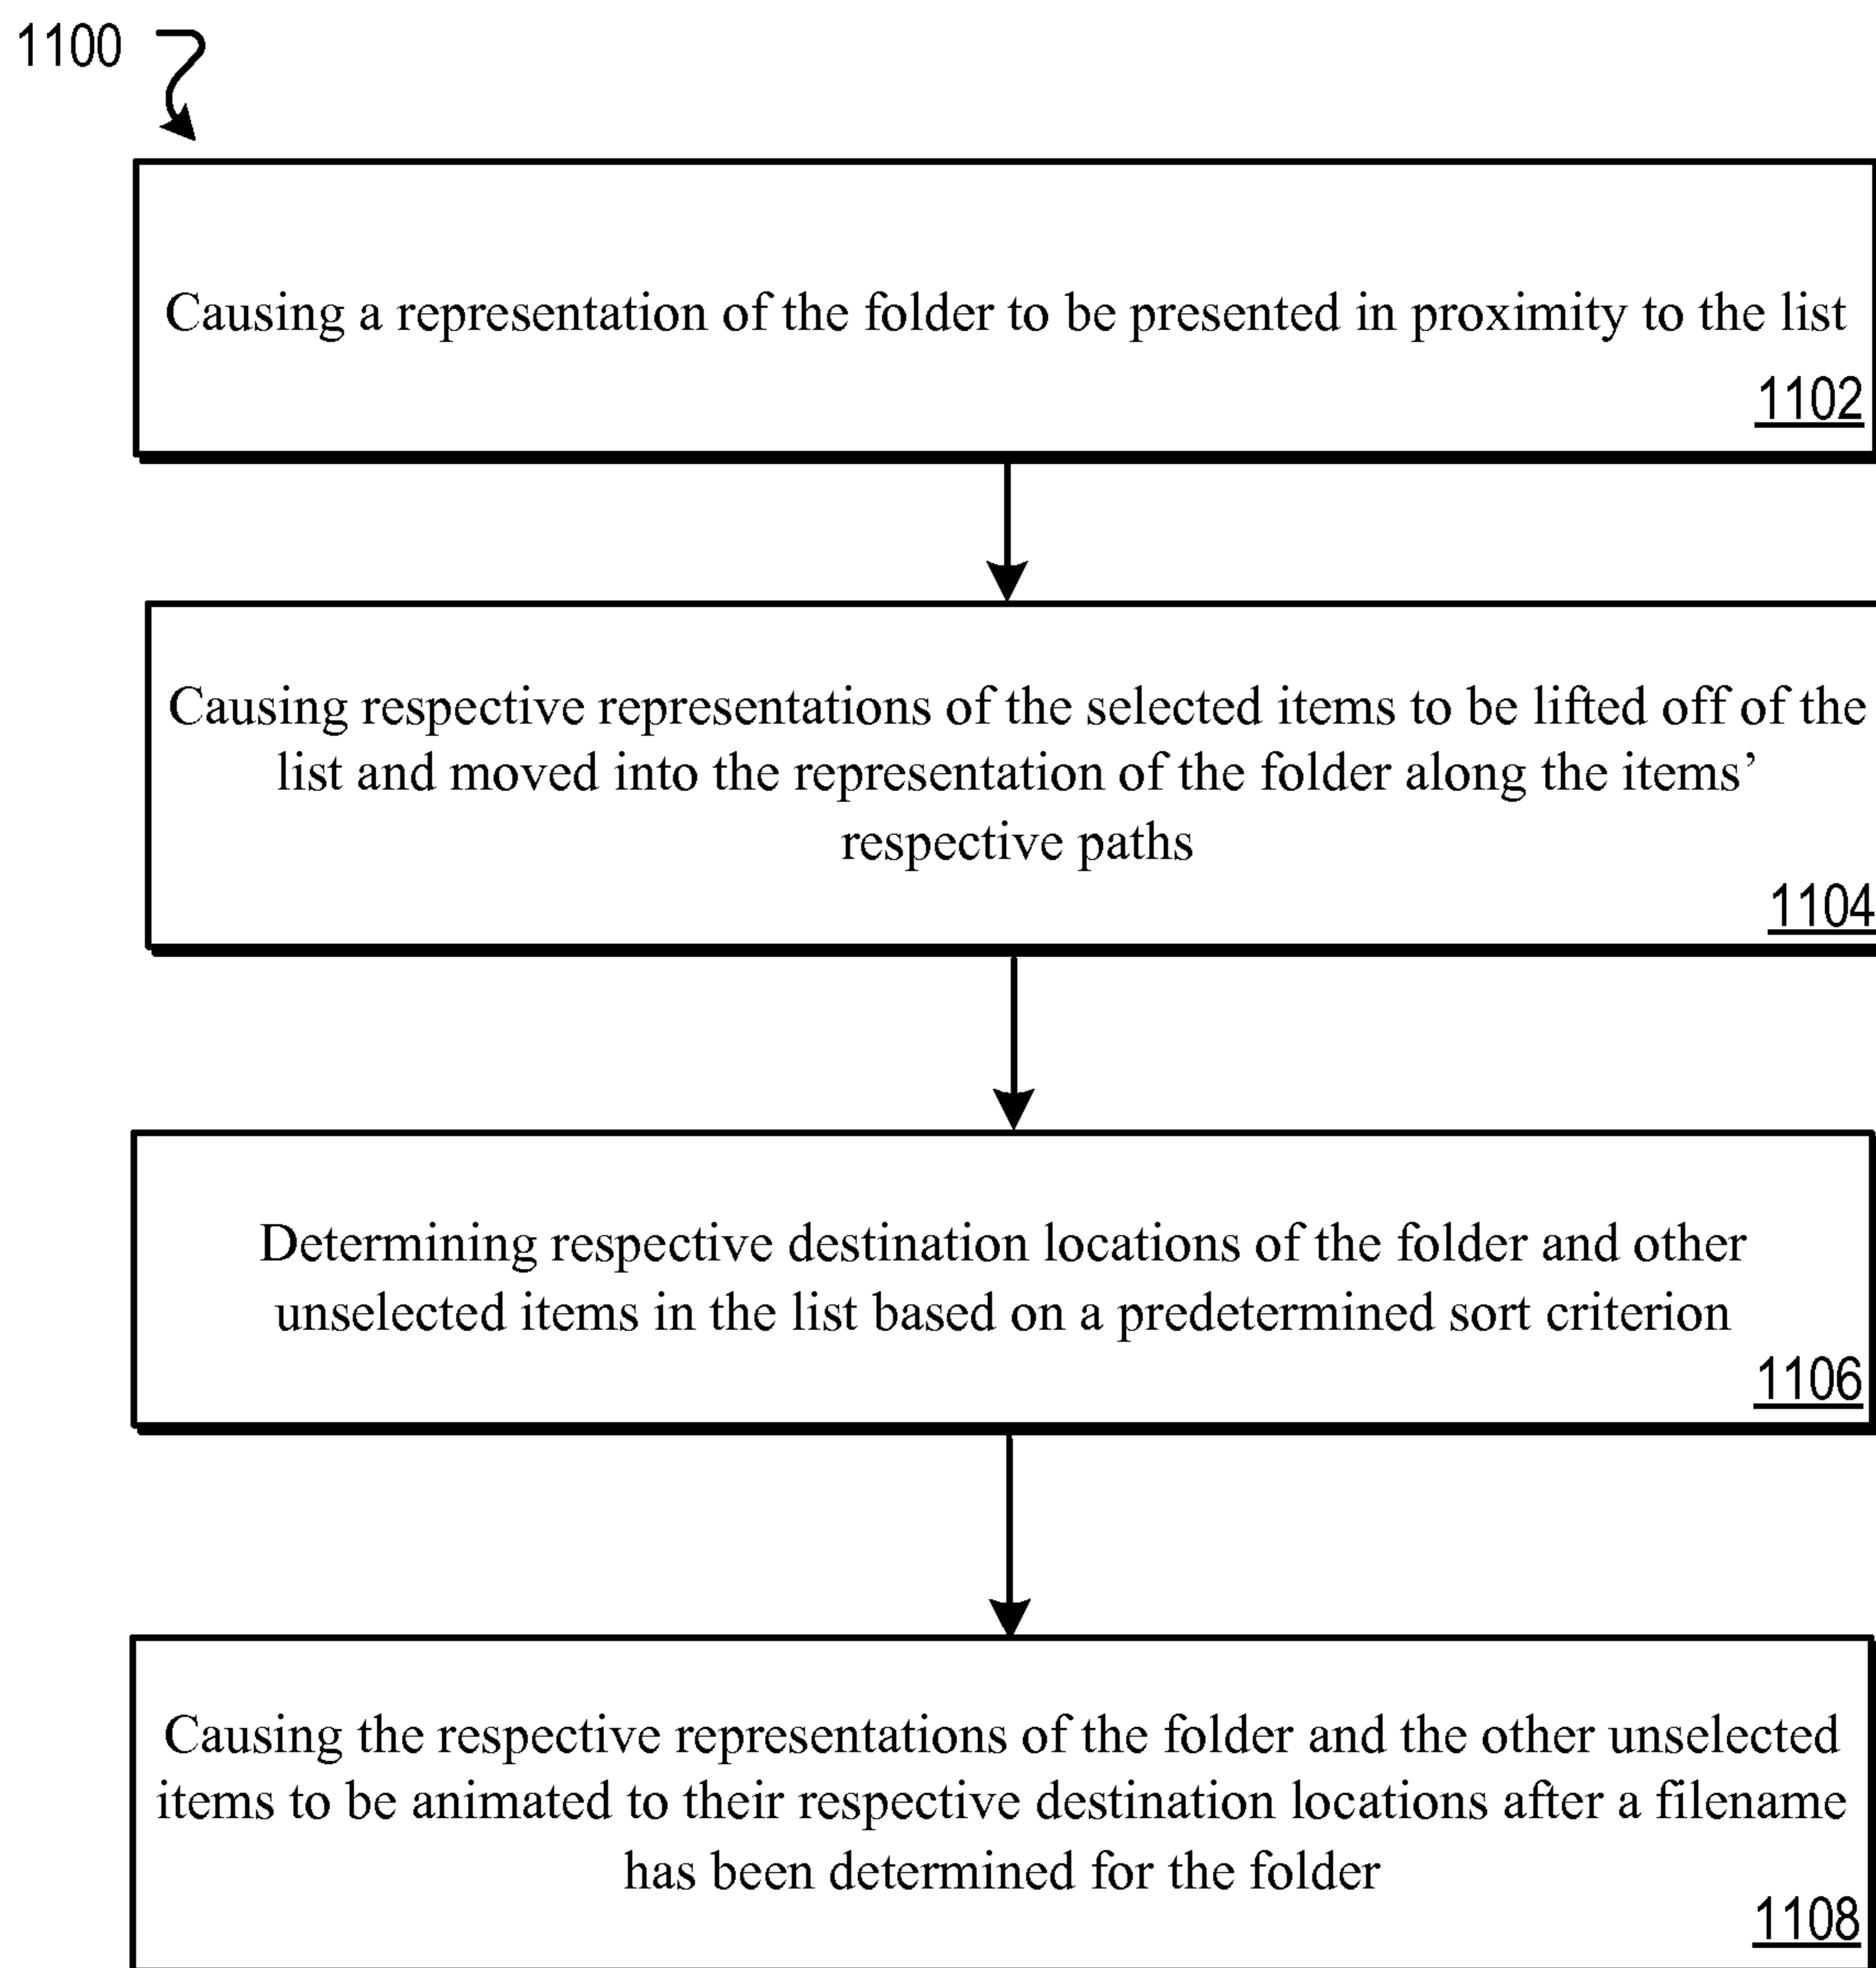 1100
Causing a representation of the folder to be presented in proximity to the list
1102
Causing respective representations of the selected items to be lifted off of the
list and moved into the representation of the folder along the items’
respective paths
1104
Determining respective destination locations of the folder and other
unselected items in the list based on a predetermined sort criterion
1106
Causing the respective representations of the folder and the other unselected
items to be animated to their respective destination locations after a filename
has been determined for the folder
1108